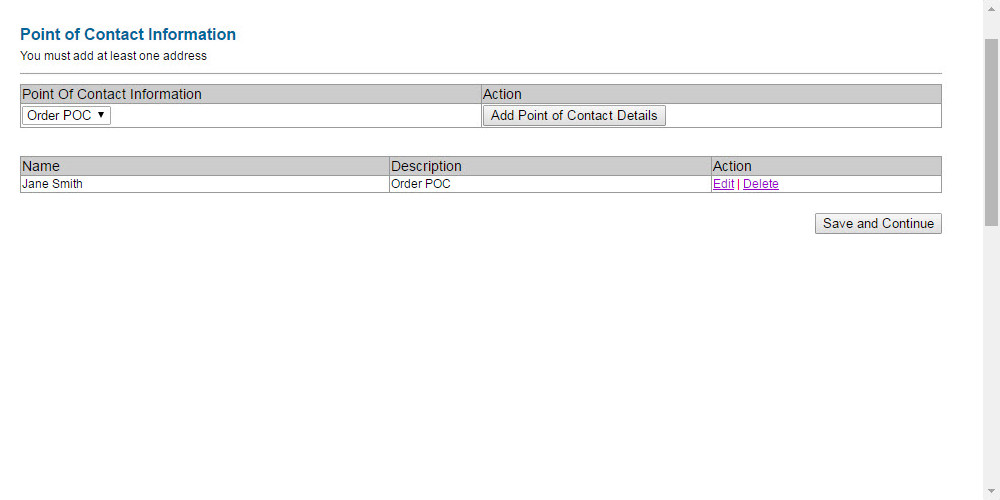 Point of Contact Information
You must add at least one address
Point Of Contact Information Action
Order POC Add Point of Contact Details
Name Description Action
Jane Smith Order POC Edit | Delete
Save and Continue